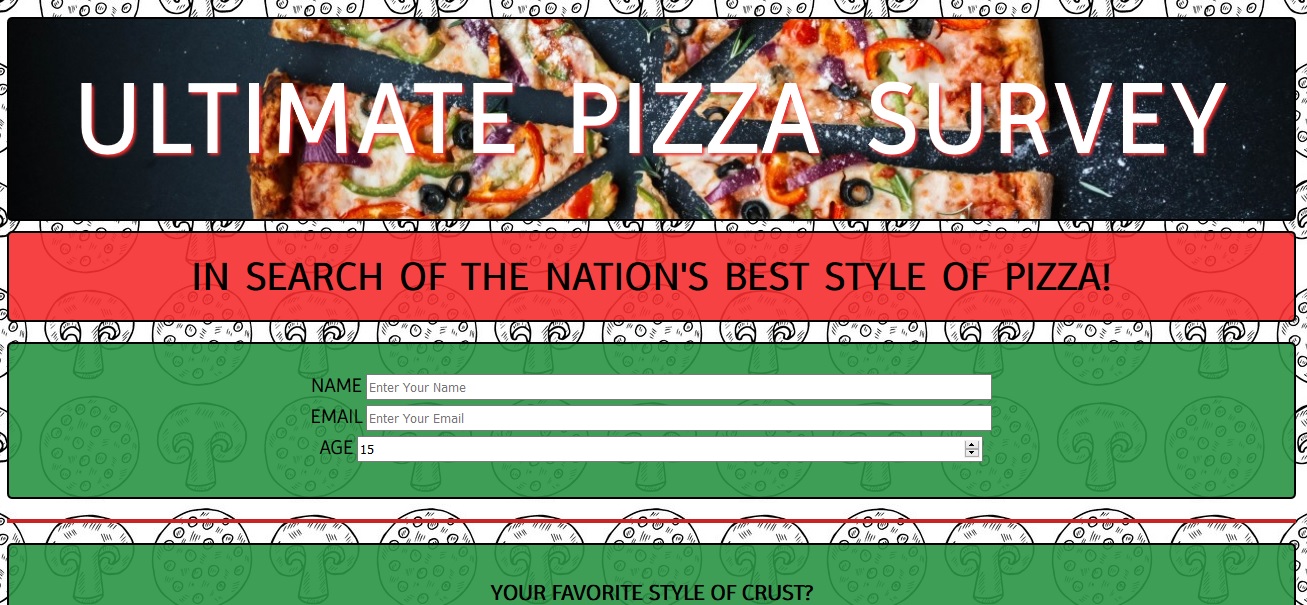 ULTIMATE PIZZA SURVEY
IN SEARCH OF THE NATION'S BEST STYLE OF PIZZA!
NAME Enter Your Name
EMAIL Enter Your Email
AGE 15
YOUR FAVORITE STYLE OF CRUST?